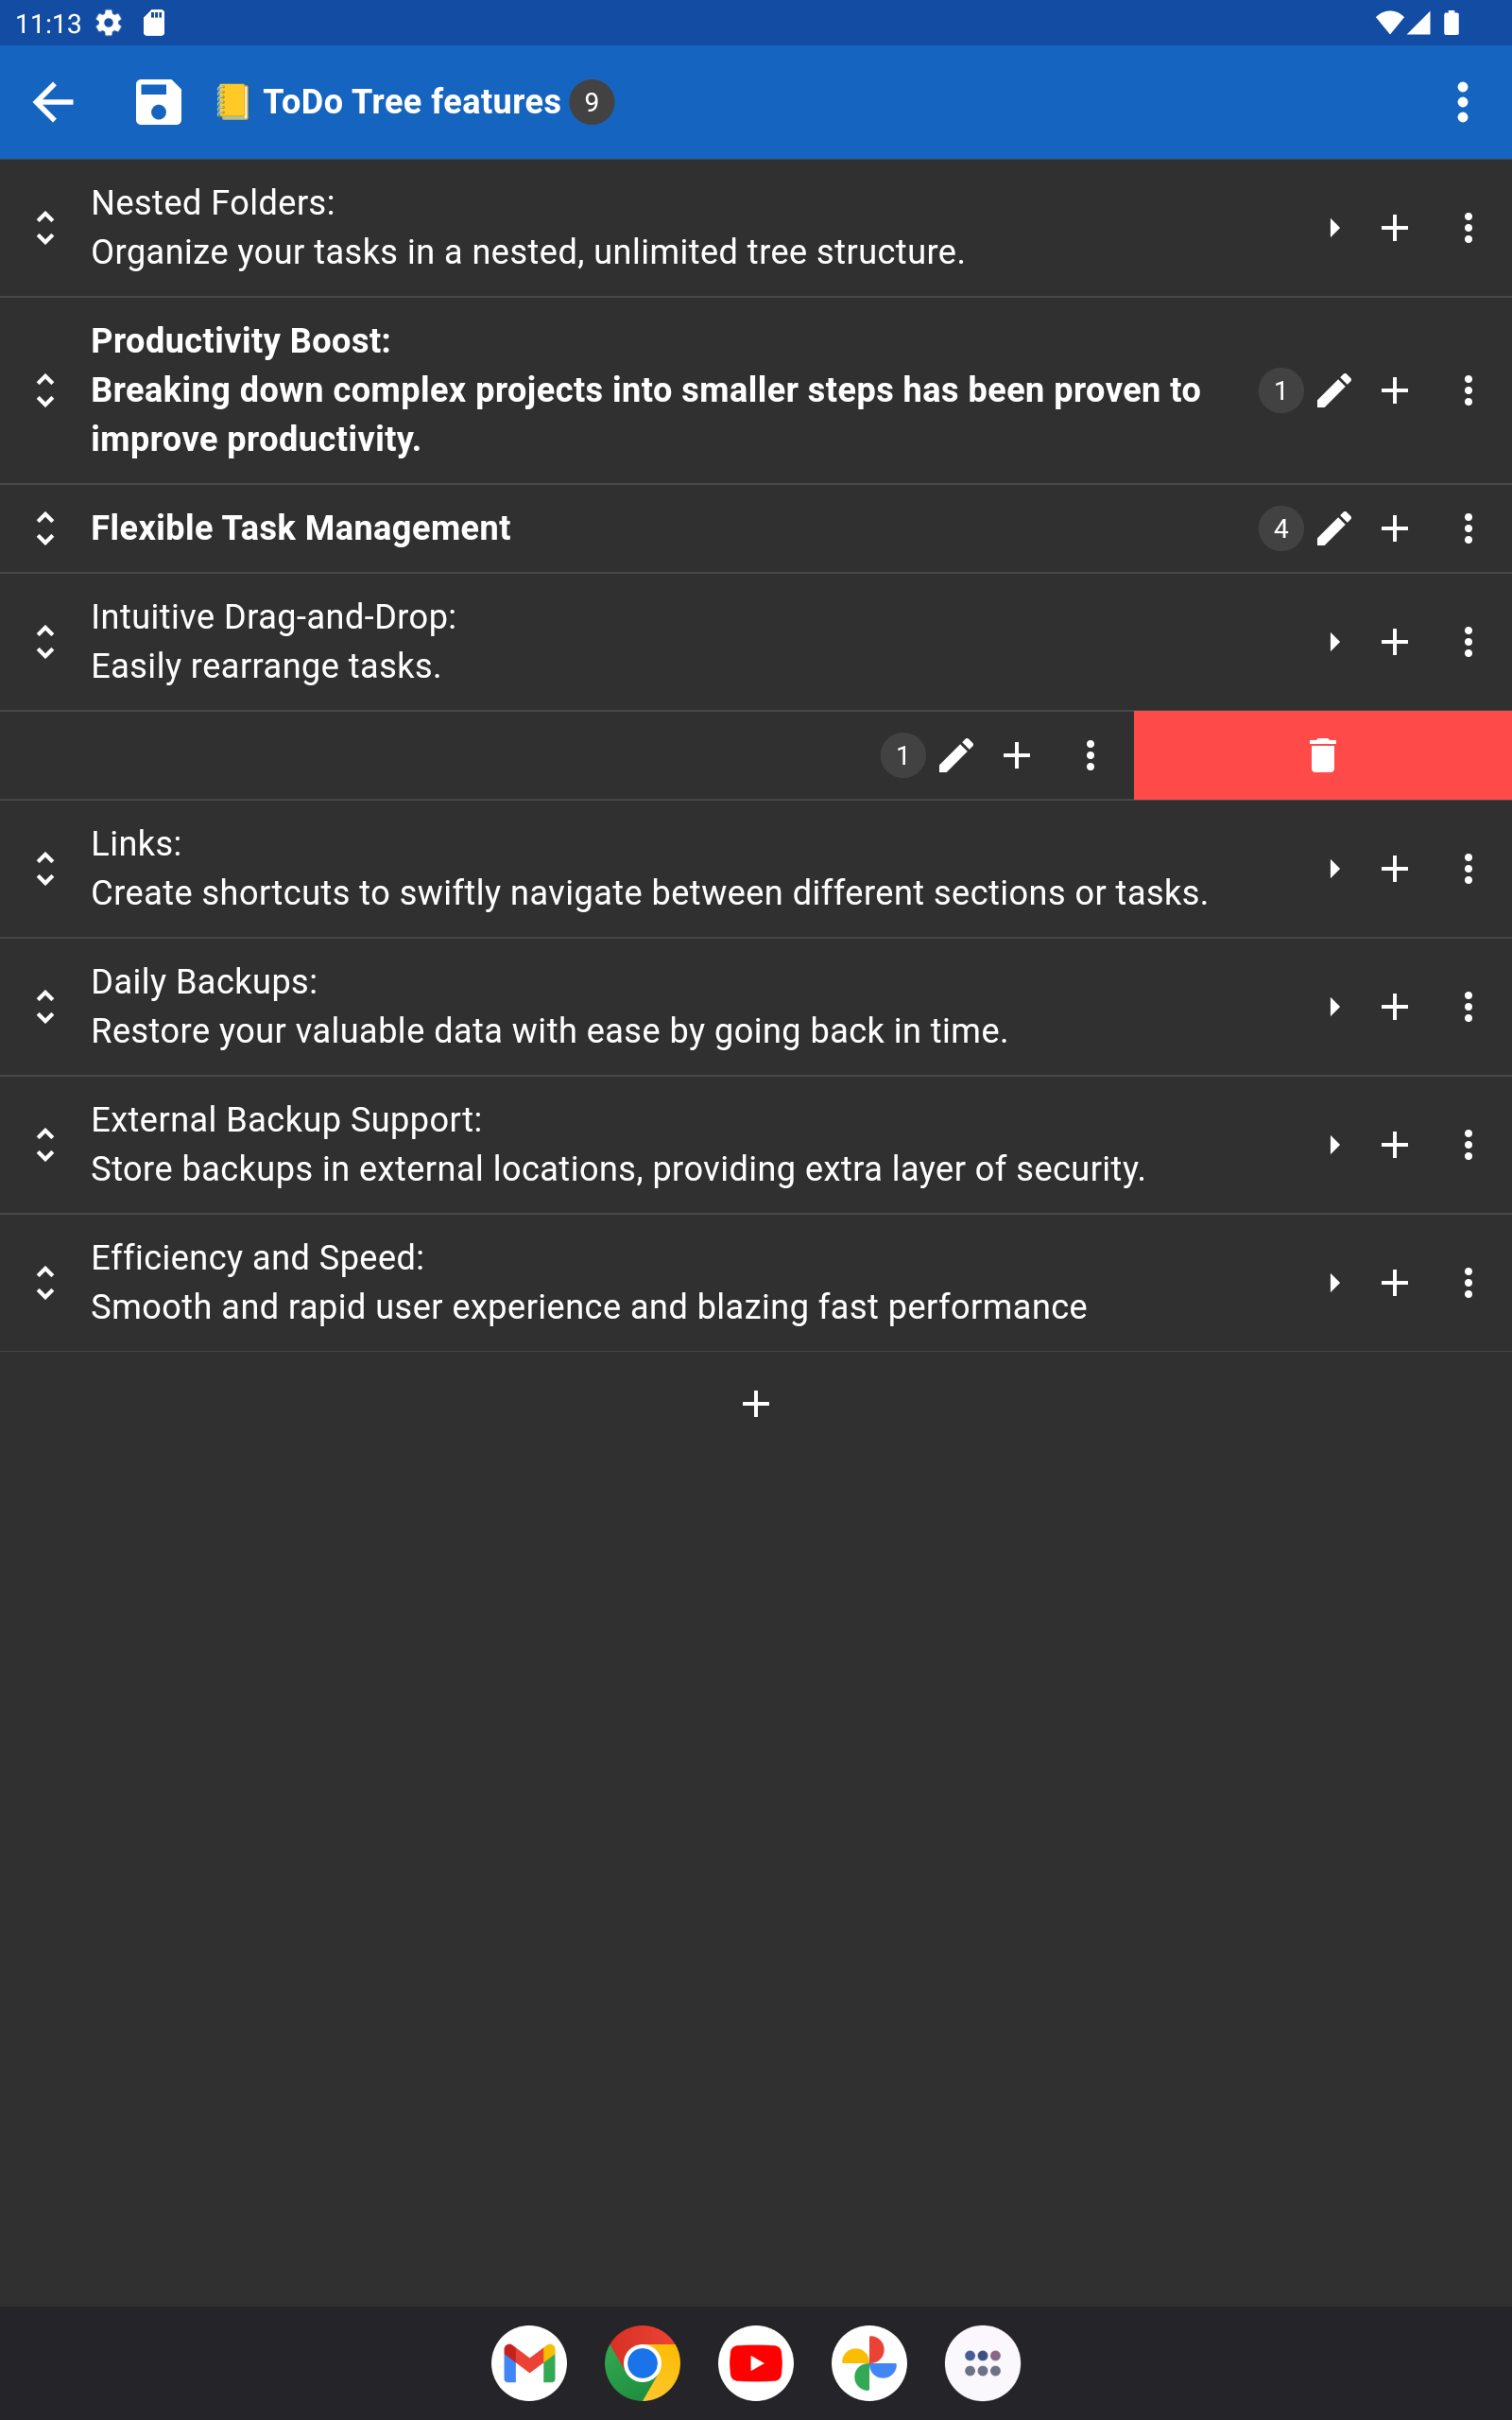 11:13
📒 ToDo Tree features 9
Nested Folders:
Organize your tasks in a nested, unlimited tree structure.
Productivity Boost:
Breaking down complex projects into smaller steps has been proven to
improve productivity.
1
Flexible Task Management
4
Intuitive Drag-and-Drop:
Easily rearrange tasks.
1
Links:
Create shortcuts to swiftly navigate between different sections or tasks.
Daily Backups:
Restore your valuable data with ease by going back in time.
External Backup Support:
Store backups in external locations, providing extra layer of security.
Efficiency and Speed:
Smooth and rapid user experience and blazing fast performance